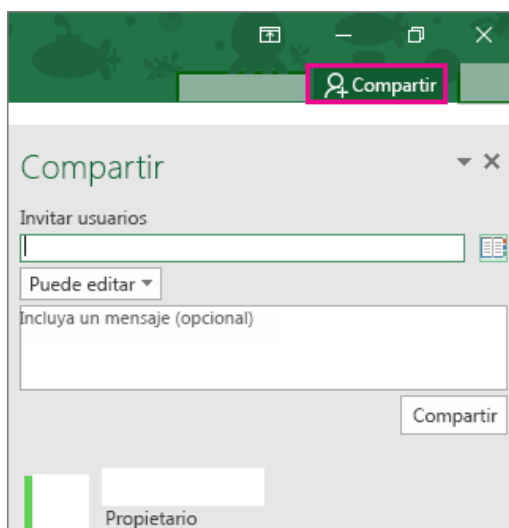 Compartir
Compartir
Invitar usuarios
Puede editar
Incluya un mensaje (opcional)
Compartir
Propietario